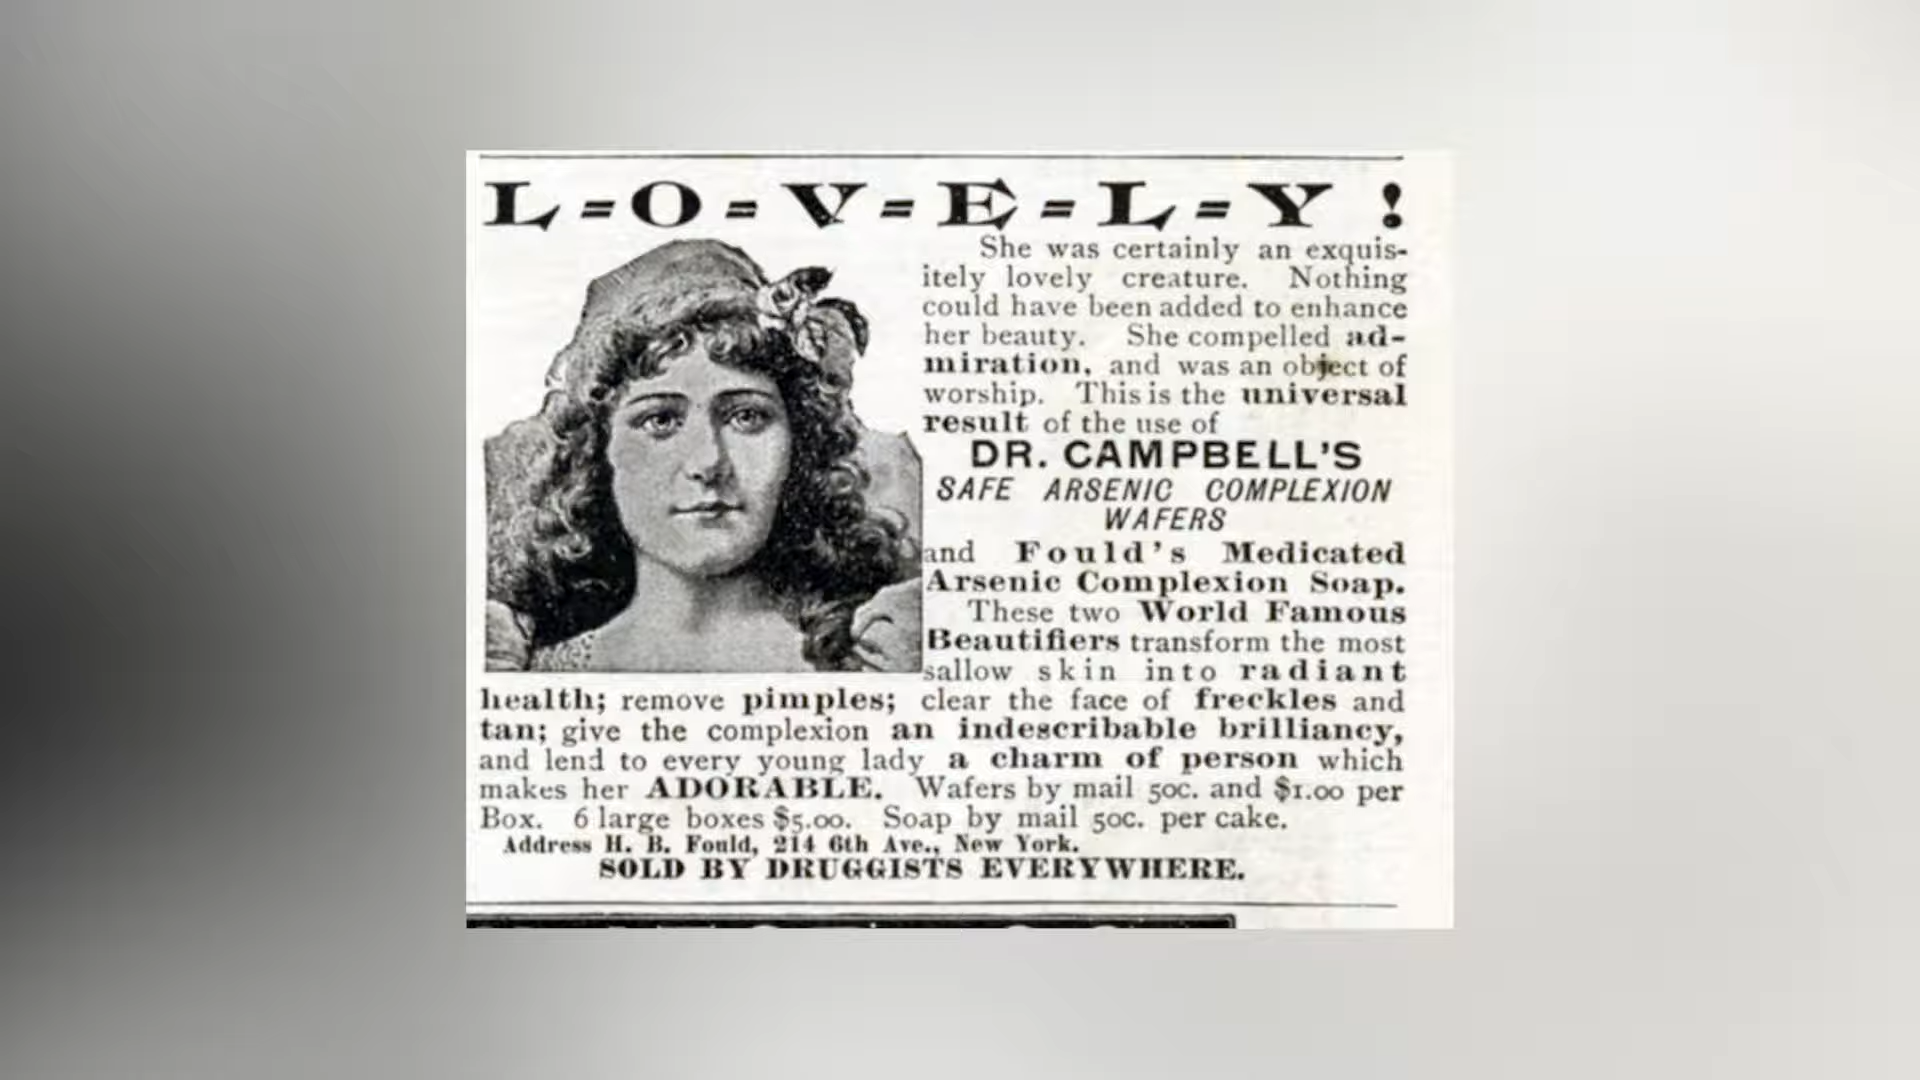 L=O=V=E=L=Y!
She was certainly an exquis-
itely lovely creature. Nothing
could have been added to enhance
her beauty. She compelled ad-
miration, and was an object of
worship. This is the universal
result of the use of
DR. CAMPBELL'S
SAFE ARSENIC COMPLEXION
WAFERS
and Fould's Medicated
Arsenic Complexion Soap.
These two World Famous
Beautifiers transform the most
sallow skin into radiant
health; remove pimples; clear the face of freckles and
tan; give the complexion an indescribable brilliancy,
and lend to every young lady a charm of person which
makes her ADORABLE. Wafers by mail 50c. and $1.00 per
Box. 6 large boxes $5.00. Soap by mail 50c. per cake.
Address H. B. Fould, 214 6th Ave., New York.
SOLD BY DRUGGISTS EVERYWHERE.